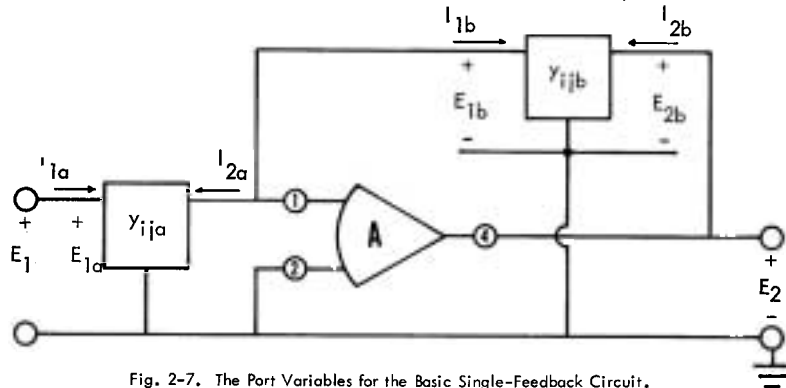 I1b I2b
yijb
+ +
E1b E2b
- -
I1a I2a
+ +
E1 E1a
yija
1
A
2
4
+
E2
-
Fig. 2-7. The Port Variables for the Basic Single-Feedback Circuit.